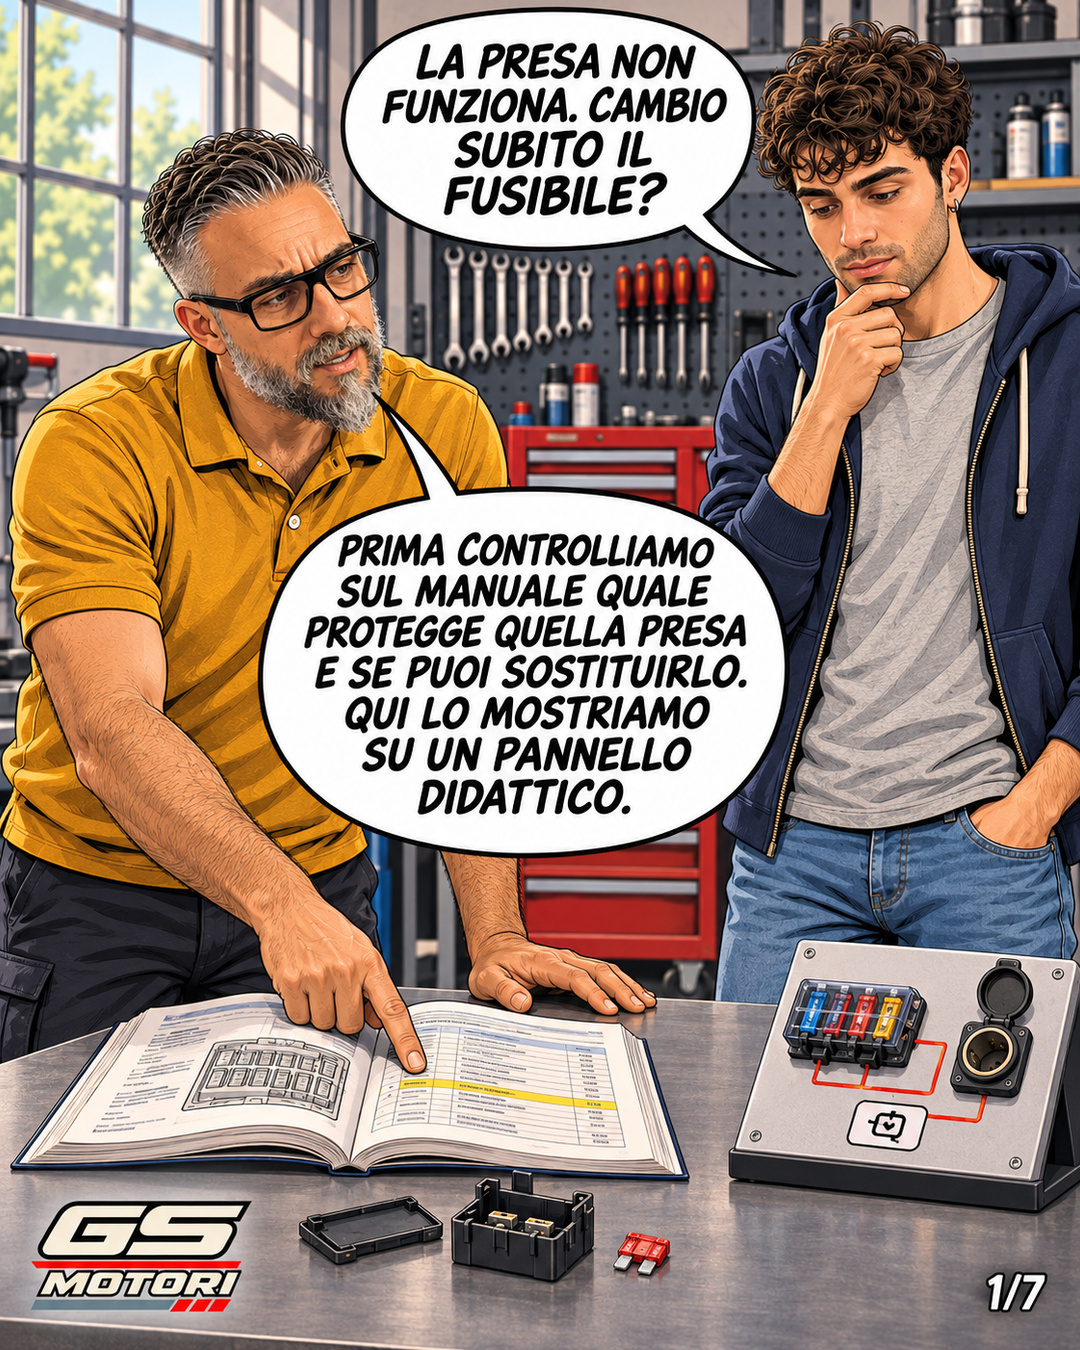 LA PRESA NON
FUNZIONA. CAMBIO
SUBITO IL
FUSIBILE?
PRIMA CONTROLLIAMO
SUL MANUALE QUALE
PROTEGGE QUELLA PRESA
E SE PUOI SOSTITUIRLO.
QUI LO MOSTRIAMO
SU UN PANNELLO
DIDATTICO.
GS
MOTORI
1/7